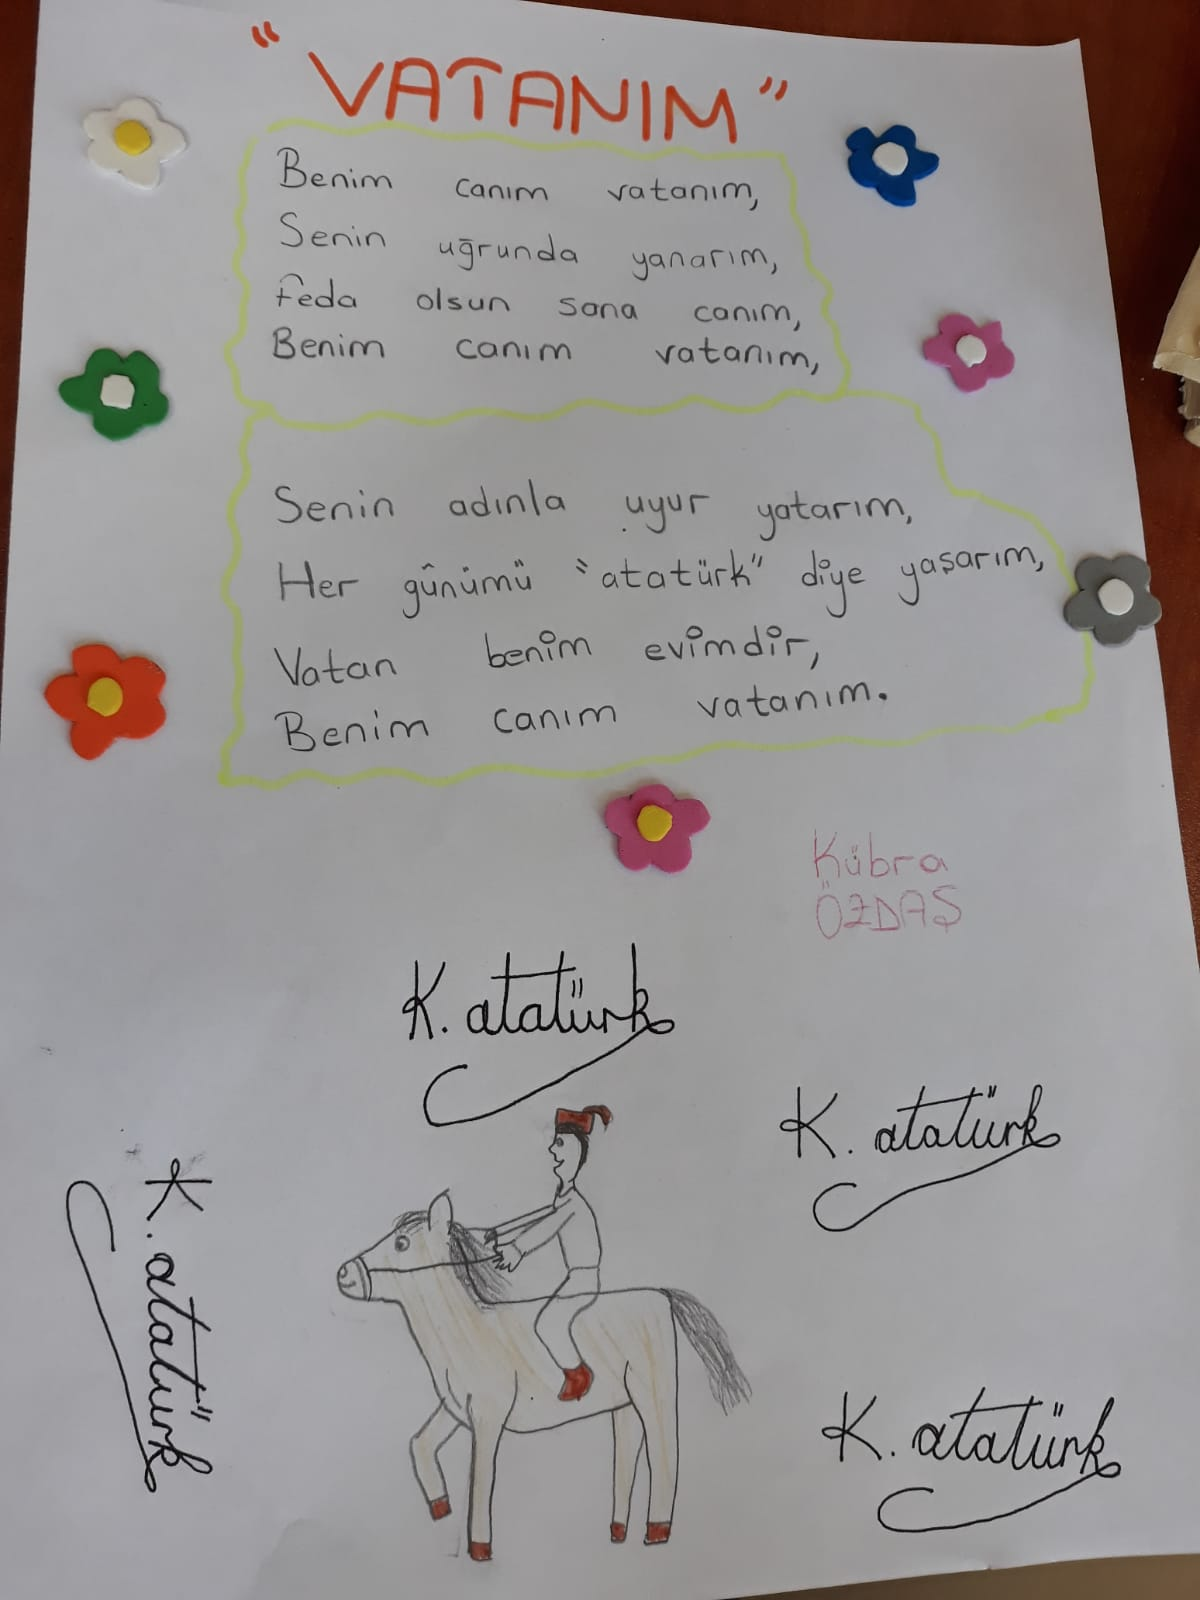 "VATANIM"
Benim canım vatanım,
Senin uğrunda yanarım,
feda olsun sana canım,
Benim canım vatanım,
Senin adınla uyur yatarım,
Her günümü "atatürk" diye yaşarım,
Vatan benim evimdir,
Benim canım vatanım.
Kübra
ÖZDAŞ
K. atatürk
K. atatürk
K. atatürk
K. atatürk